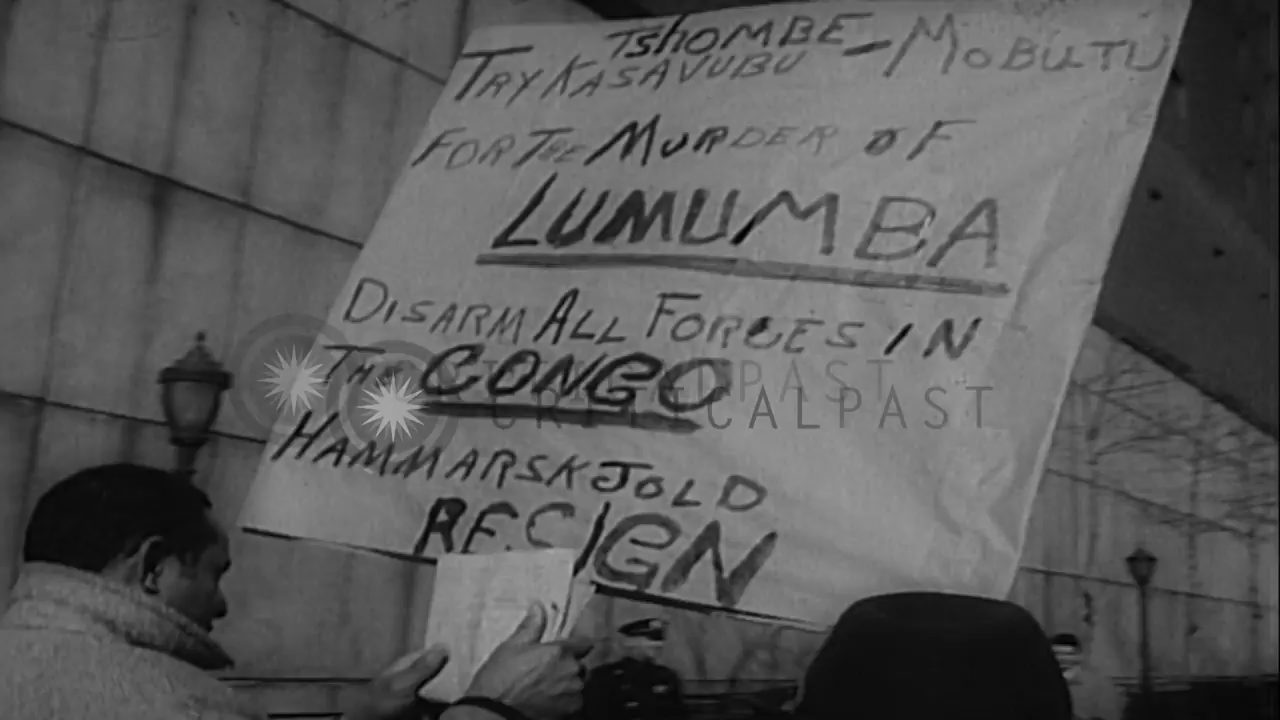 TSHOMBE - MOBUTU
TRY KASAVUBU
FOR THE MURDER OF
LUMUMBA
DISARM ALL FORCES IN
THE CONGO
CRITICALPAST
HAMMARSKJOLD
RESIGN